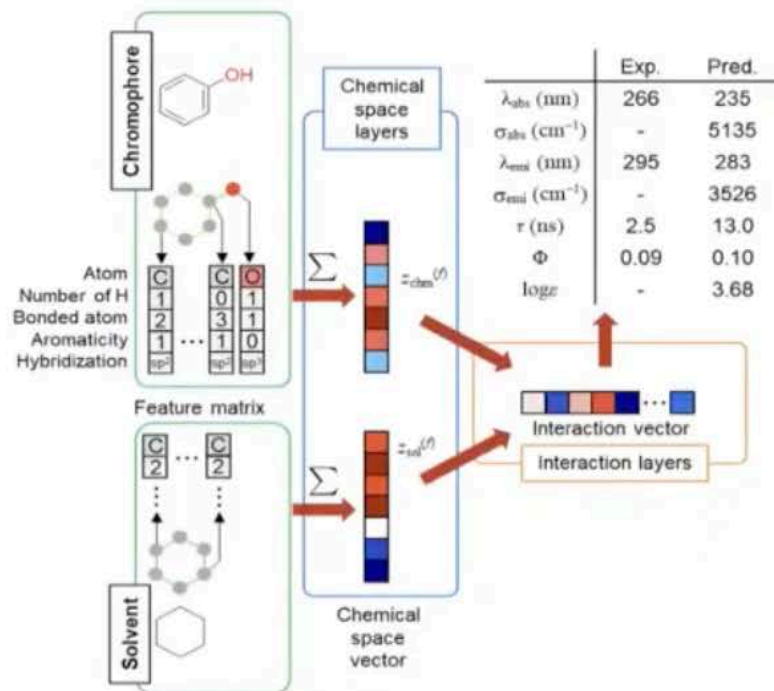 Chromophore
OH
Atom
Number of H
Bonded atom
Aromaticity
Hybridization
C
1
2
1
sp²
...
C
0
3
1
sp²
O
1
1
0
sp³
Feature matrix
C
2
...
C
2
Solvent
Chemical
space
layers
∑
∑
Chemical
space
vector
Exp. Pred.
λabs (nm) 266 235
σabs (cm⁻¹) - 5135
λemi (nm) 295 283
σemi (cm⁻¹) - 3526
τ (ns) 2.5 13.0
Φ 0.09 0.10
logε - 3.68
...
Interaction vector
Interaction layers